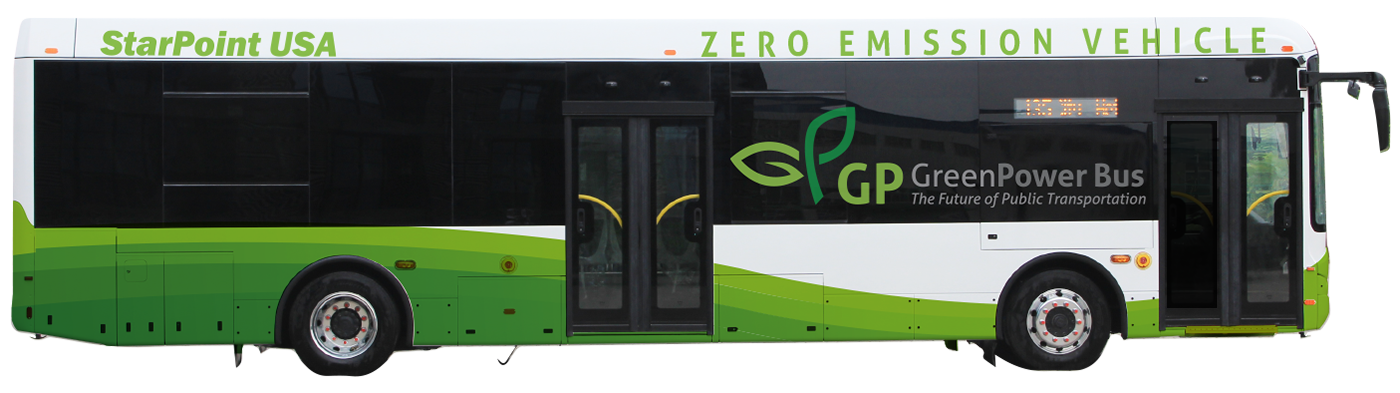 StarPoint USA
ZERO EMISSION VEHICLE
GP GreenPower Bus
The Future of Public Transportation